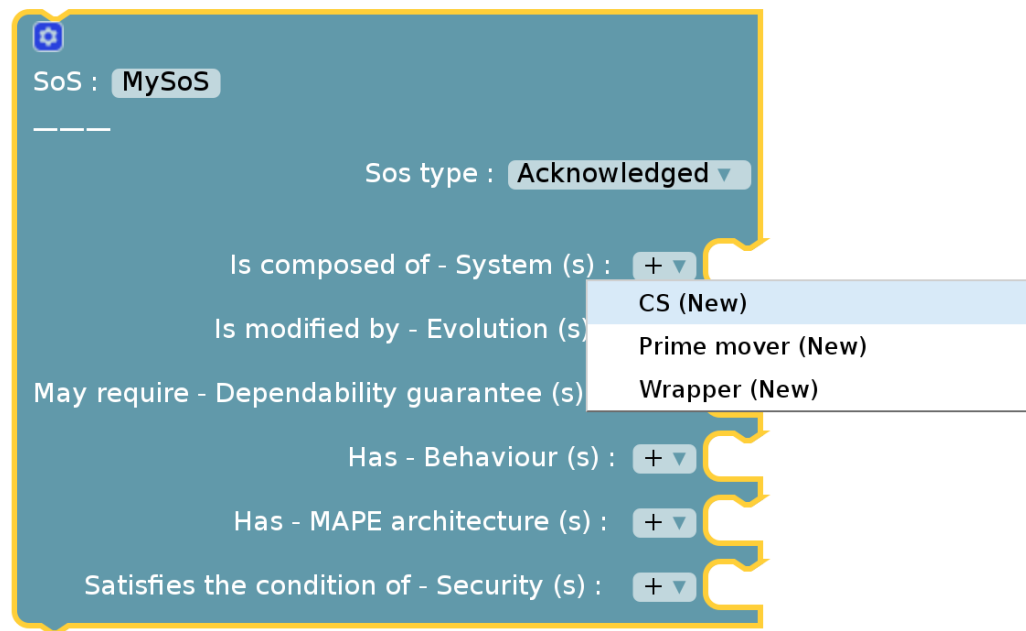 SoS : MySoS
———
Sos type : Acknowledged ▼
Is composed of - System (s) : + ▼
CS (New)
Is modified by - Evolution (s)
Prime mover (New)
May require - Dependability guarantee (s)
Wrapper (New)
Has - Behaviour (s) : + ▼
Has - MAPE architecture (s) : + ▼
Satisfies the condition of - Security (s) : + ▼